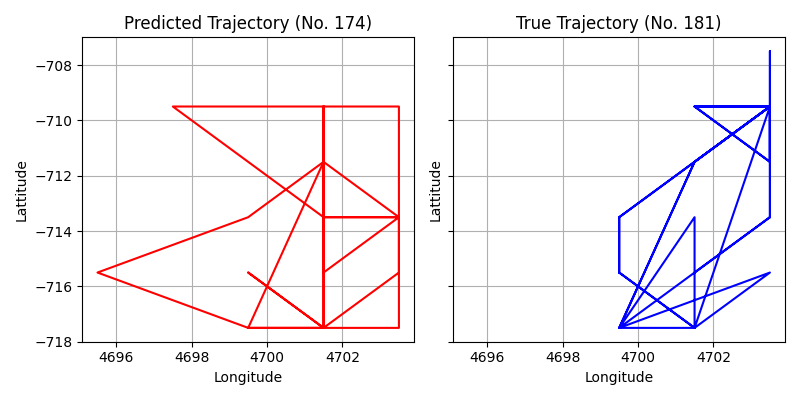 Predicted Trajectory (No. 174)
Lattitude
−708
−710
−712
−714
−716
−718
4696 4698 4700 4702
Longitude
True Trajectory (No. 181)
Lattitude
4696 4698 4700 4702
Longitude